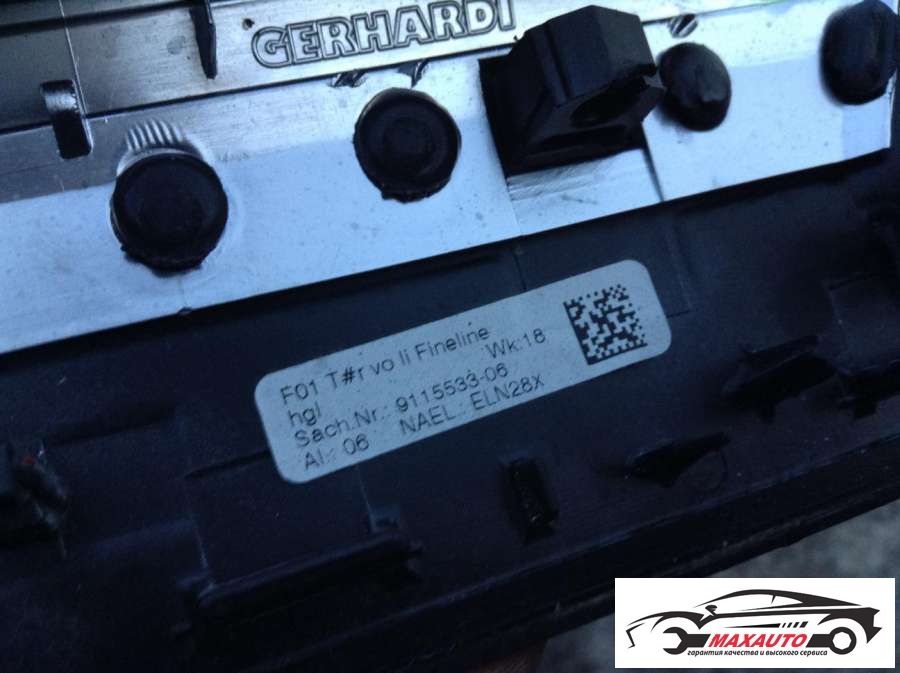 GERHARDI
F01 T#r vo li Fineline
hgl Wk:18
Sach.Nr.: 9115533-06
AI.: 06 NAEL.: ELN28X
MAXAUTO
гарантия качества и высокого сервиса